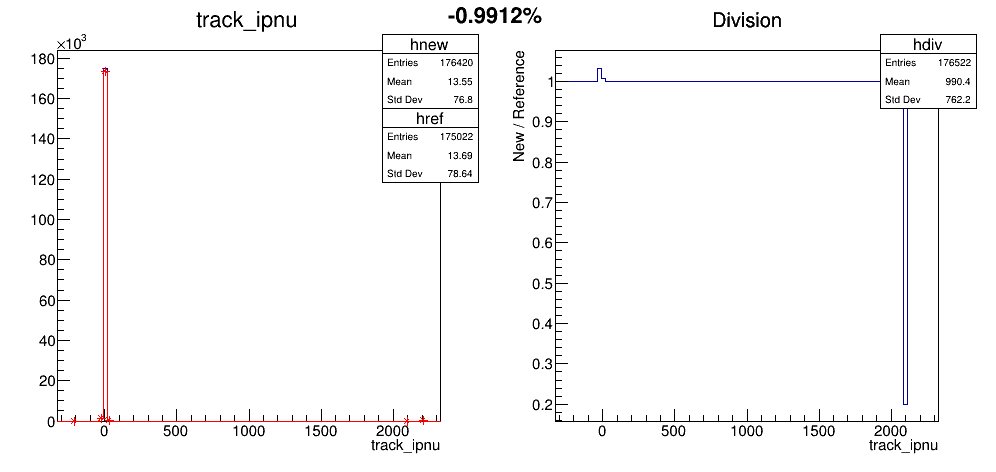 track_ipnu
-0.9912%
Division
×10³
hnew
Entries 176420
Mean 13.55
Std Dev 76.8
href
Entries 175022
Mean 13.69
Std Dev 78.64
180
160
140
120
100
80
60
40
20
0
0 500 1000 1500 2000
track_ipnu
hdiv
Entries 176522
Mean 990.4
Std Dev 762.2
New / Reference
1
0.9
0.8
0.7
0.6
0.5
0.4
0.3
0.2
0 500 1000 1500 2000
track_ipnu